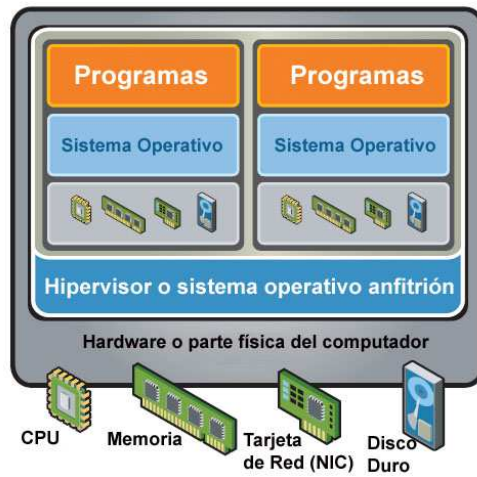 Programas
Programas
Sistema Operativo
Sistema Operativo
Hipervisor o sistema operativo anfitrión
Hardware o parte física del computador
CPU
Memoria
Tarjeta
de Red (NIC)
Disco
Duro